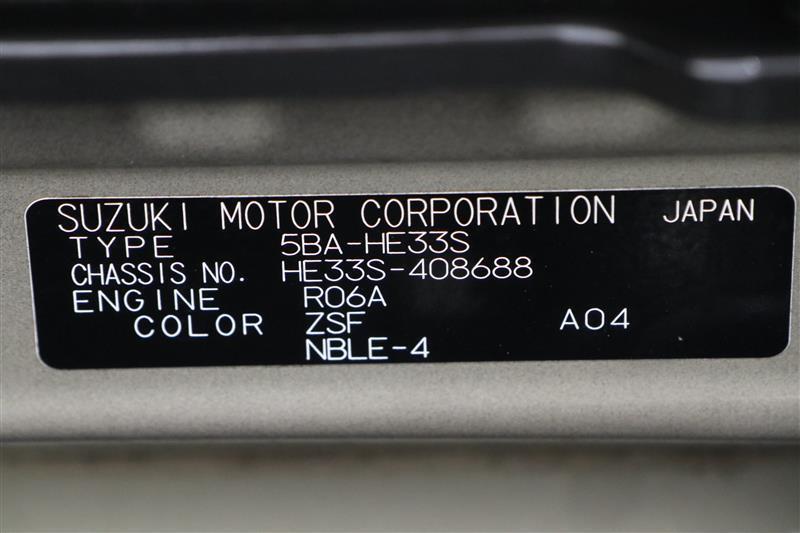 SUZUKI MOTOR CORPORATION JAPAN
TYPE 5BA-HE33S
CHASSIS NO. HE33S-408688
ENGINE R06A
COLOR ZSF A04
NBLE-4